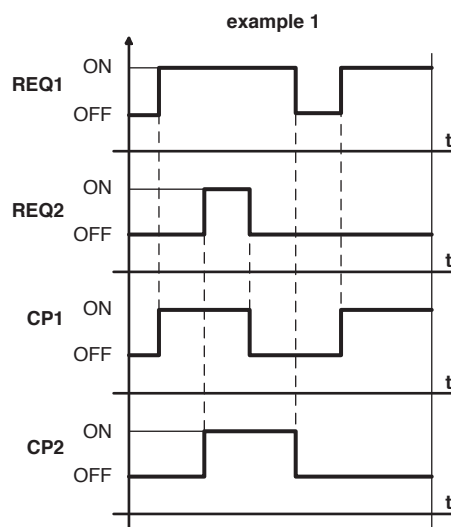 example 1
ON
REQ1
OFF
t
ON
REQ2
OFF
t
ON
CP1
OFF
t
ON
CP2
OFF
t